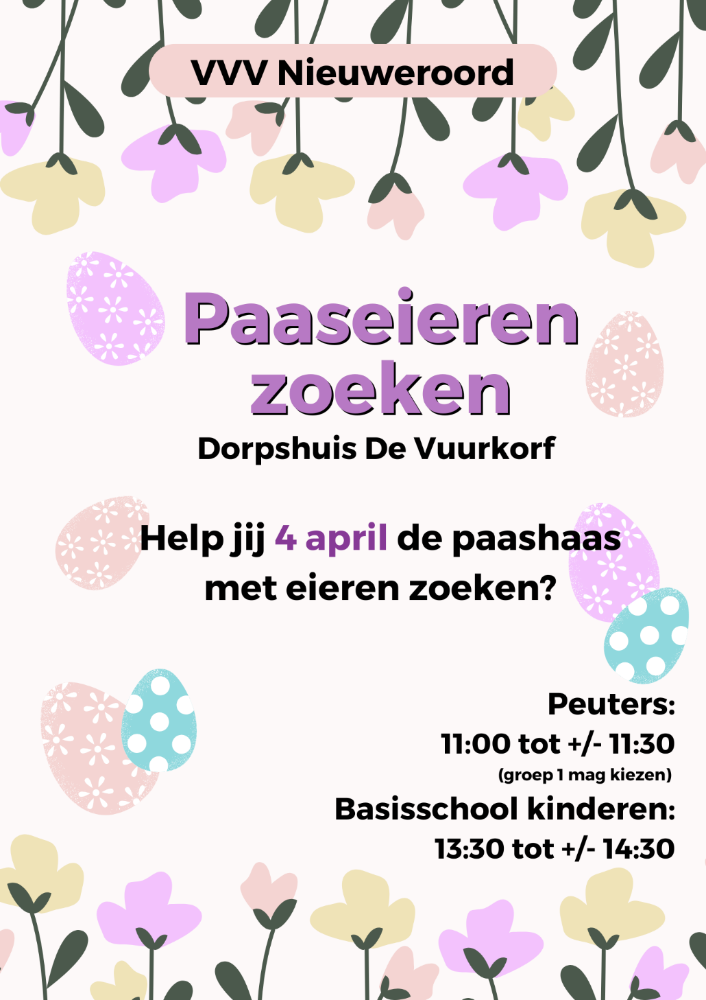 VVV Nieuweroord
Paaseieren
zoeken
Dorpshuis De Vuurkorf
Help jij 4 april de paashaas
met eieren zoeken?
Peuters:
11:00 tot +/- 11:30
(groep 1 mag kiezen)
Basisschool kinderen:
13:30 tot +/- 14:30